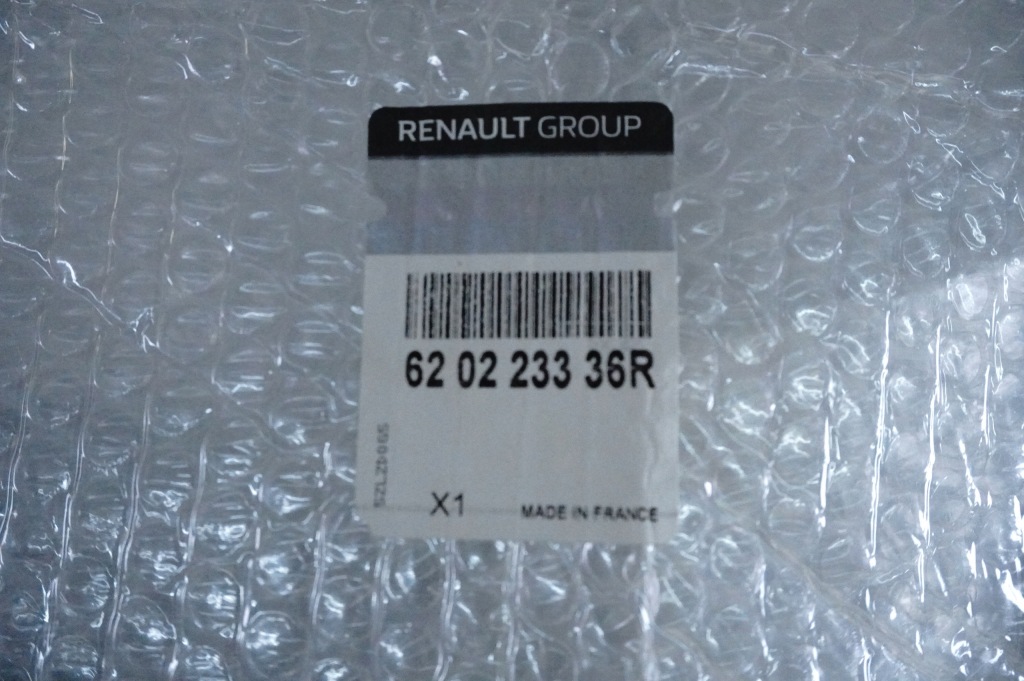 RENAULT GROUP
62 02 233 36R
X1
MADE IN FRANCE